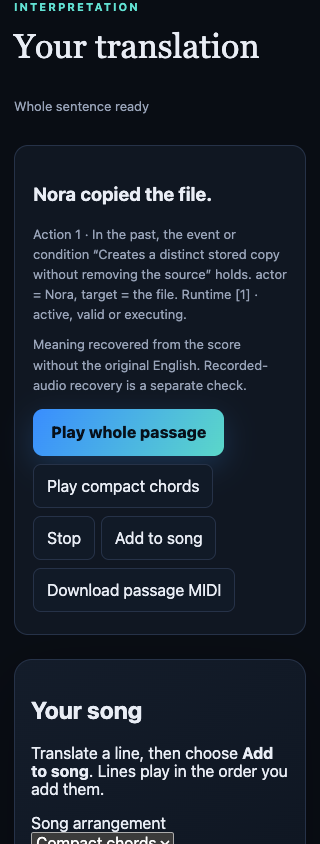 INTERPRETATION
Your translation
Whole sentence ready
Nora copied the file.
Action 1 · In the past, the event or
condition “Creates a distinct stored copy
without removing the source” holds. actor
= Nora, target = the file. Runtime [1] ·
active, valid or executing.
Meaning recovered from the score
without the original English. Recorded-
audio recovery is a separate check.
Play whole passage
Play compact chords
Stop
Add to song
Download passage MIDI
Your song
Translate a line, then choose Add
to song. Lines play in the order you
add them.
Song arrangement
Compact chords